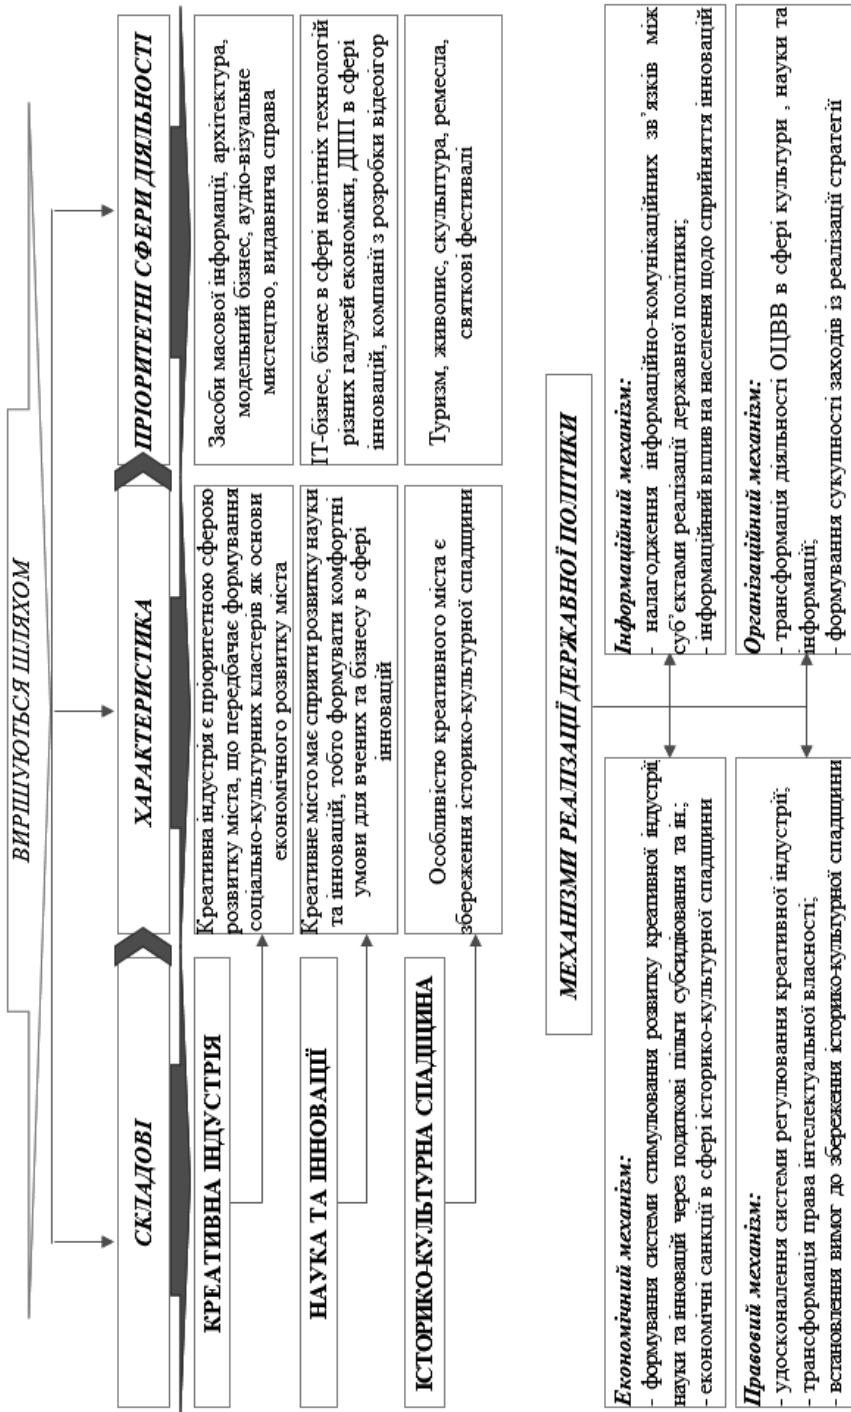 ВИРІШУЮТЬСЯ ШЛЯХОМ
СКЛАДОВІ
ХАРАКТЕРИСТИКА
ПРІОРИТЕТНІ СФЕРИ ДІЯЛЬНОСТІ
КРЕАТИВНА ІНДУСТРІЯ
Креативна індустрія є пріоритетною сферою
розвитку міста, що передбачає формування
соціально-культурних кластерів як основи
економічного розвитку міста
Засоби масової інформації, архітектура,
модельний бізнес, аудіо-візуальне
мистецтво, видавнича справа
НАУКА ТА ІННОВАЦІЇ
Креативне місто має сприяти розвитку науки
та інновацій, тобто формувати комфортні
умови для вчених та бізнесу в сфері
інновацій
ІТ-бізнес, бізнес в сфері новітніх технологій
різних галузей економіки, ДПП в сфері
інновацій, компанії з розробки відеоігор
ІСТОРИКО-КУЛЬТУРНА СПАДЩИНА
Особливістю креативного міста є
збереження історико-культурної спадщини
Туризм, живопис, скульптура, ремесла,
святкові фестивалі
МЕХАНІЗМИ РЕАЛІЗАЦІЇ ДЕРЖАВНОЇ ПОЛІТИКИ
Економічний механізм:
- формування системи стимулювання розвитку креативної індустрії,
науки та інновацій через податкові пільги субсидіювання та ін.;
- економічні санкції в сфері історико-культурної спадщини
Інформаційний механізм:
- налагодження інформаційно-комунікаційних зв’язків між
суб’єктами реалізації державної політики;
- інформаційний вплив на населення щодо сприйняття інновацій
Правовий механізм:
- удосконалення системи регулювання креативної індустрії;
- трансформація права інтелектуальної власності;
- встановлення вимог до збереження історико-культурної спадщини
Організаційний механізм:
- трансформація діяльності ОЦВВ в сфері культури , науки та
інформації;
- формування сукупності заходів із реалізації стратегії